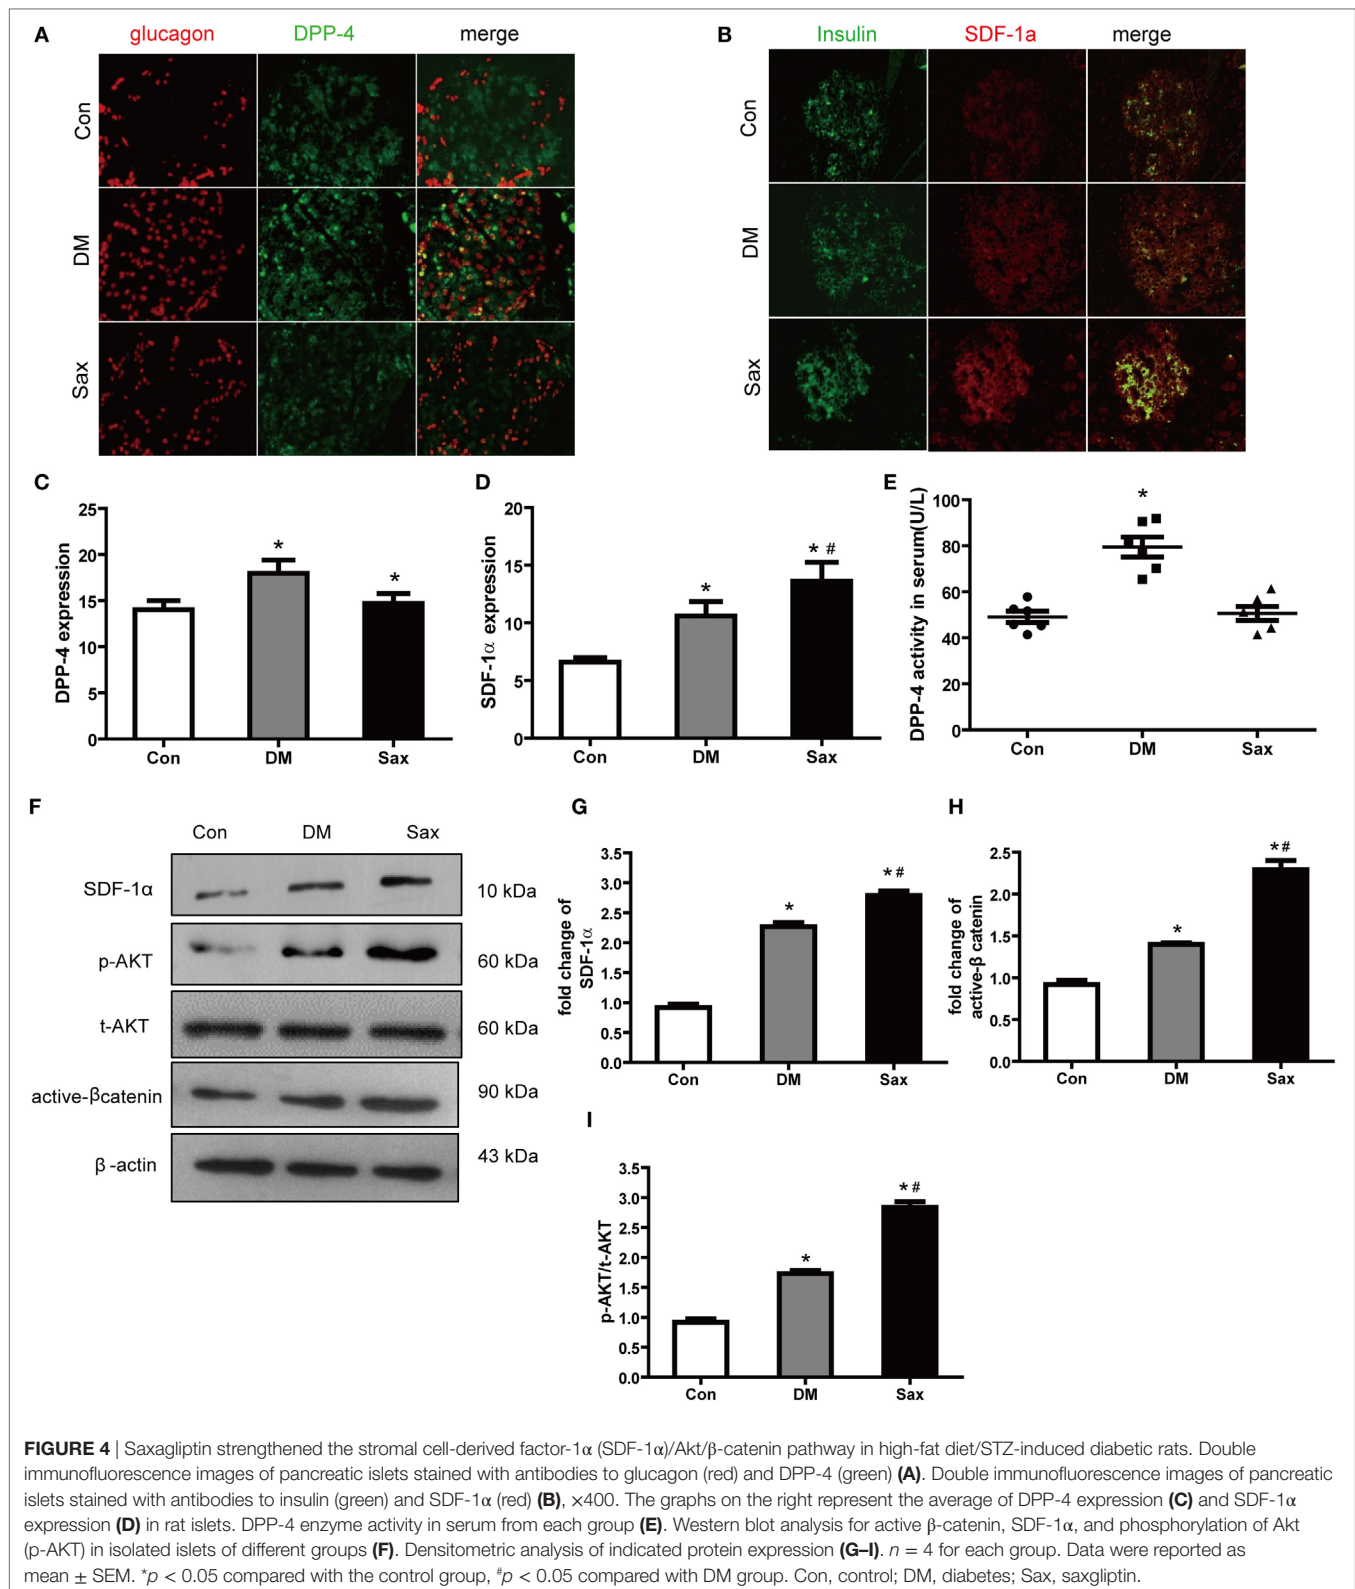 A
glucagon DPP-4 merge
Con
DM
Sax
B
Insulin SDF-1a merge
Con
DM
Sax
C
DPP-4 expression
25
20
15
10
5
0
*
*
Con DM Sax
D
SDF-1α expression
20
15
10
5
0
*
* #
Con DM Sax
E
DPP-4 activity in serum(U/L)
100
80
60
40
20
0
*
Con DM Sax
F
Con DM Sax
SDF-1α 10 kDa
p-AKT 60 kDa
t-AKT 60 kDa
active-βcatenin 90 kDa
β -actin 43 kDa
G
fold change of
SDF-1α
3.5
3.0
2.5
2.0
1.5
1.0
0.5
0.0
*
* #
Con DM Sax
H
fold change of
active-β catenin
2.5
2.0
1.5
1.0
0.5
0.0
*
* #
Con DM Sax
I
p-AKT/t-AKT
3.5
3.0
2.5
2.0
1.5
1.0
0.5
0.0
*
* #
Con DM Sax
FIGURE 4 | Saxagliptin strengthened the stromal cell-derived factor-1α (SDF-1α)/Akt/β-catenin pathway in high-fat diet/STZ-induced diabetic rats. Double
immunofluorescence images of pancreatic islets stained with antibodies to glucagon (red) and DPP-4 (green) (A). Double immunofluorescence images of pancreatic
islets stained with antibodies to insulin (green) and SDF-1α (red) (B), ×400. The graphs on the right represent the average of DPP-4 expression (C) and SDF-1α
expression (D) in rat islets. DPP-4 enzyme activity in serum from each group (E). Western blot analysis for active β-catenin, SDF-1α, and phosphorylation of Akt
(p-AKT) in isolated islets of different groups (F). Densitometric analysis of indicated protein expression (G–I). n = 4 for each group. Data were reported as
mean ± SEM. *p < 0.05 compared with the control group, #p < 0.05 compared with DM group. Con, control; DM, diabetes; Sax, saxgliptin.